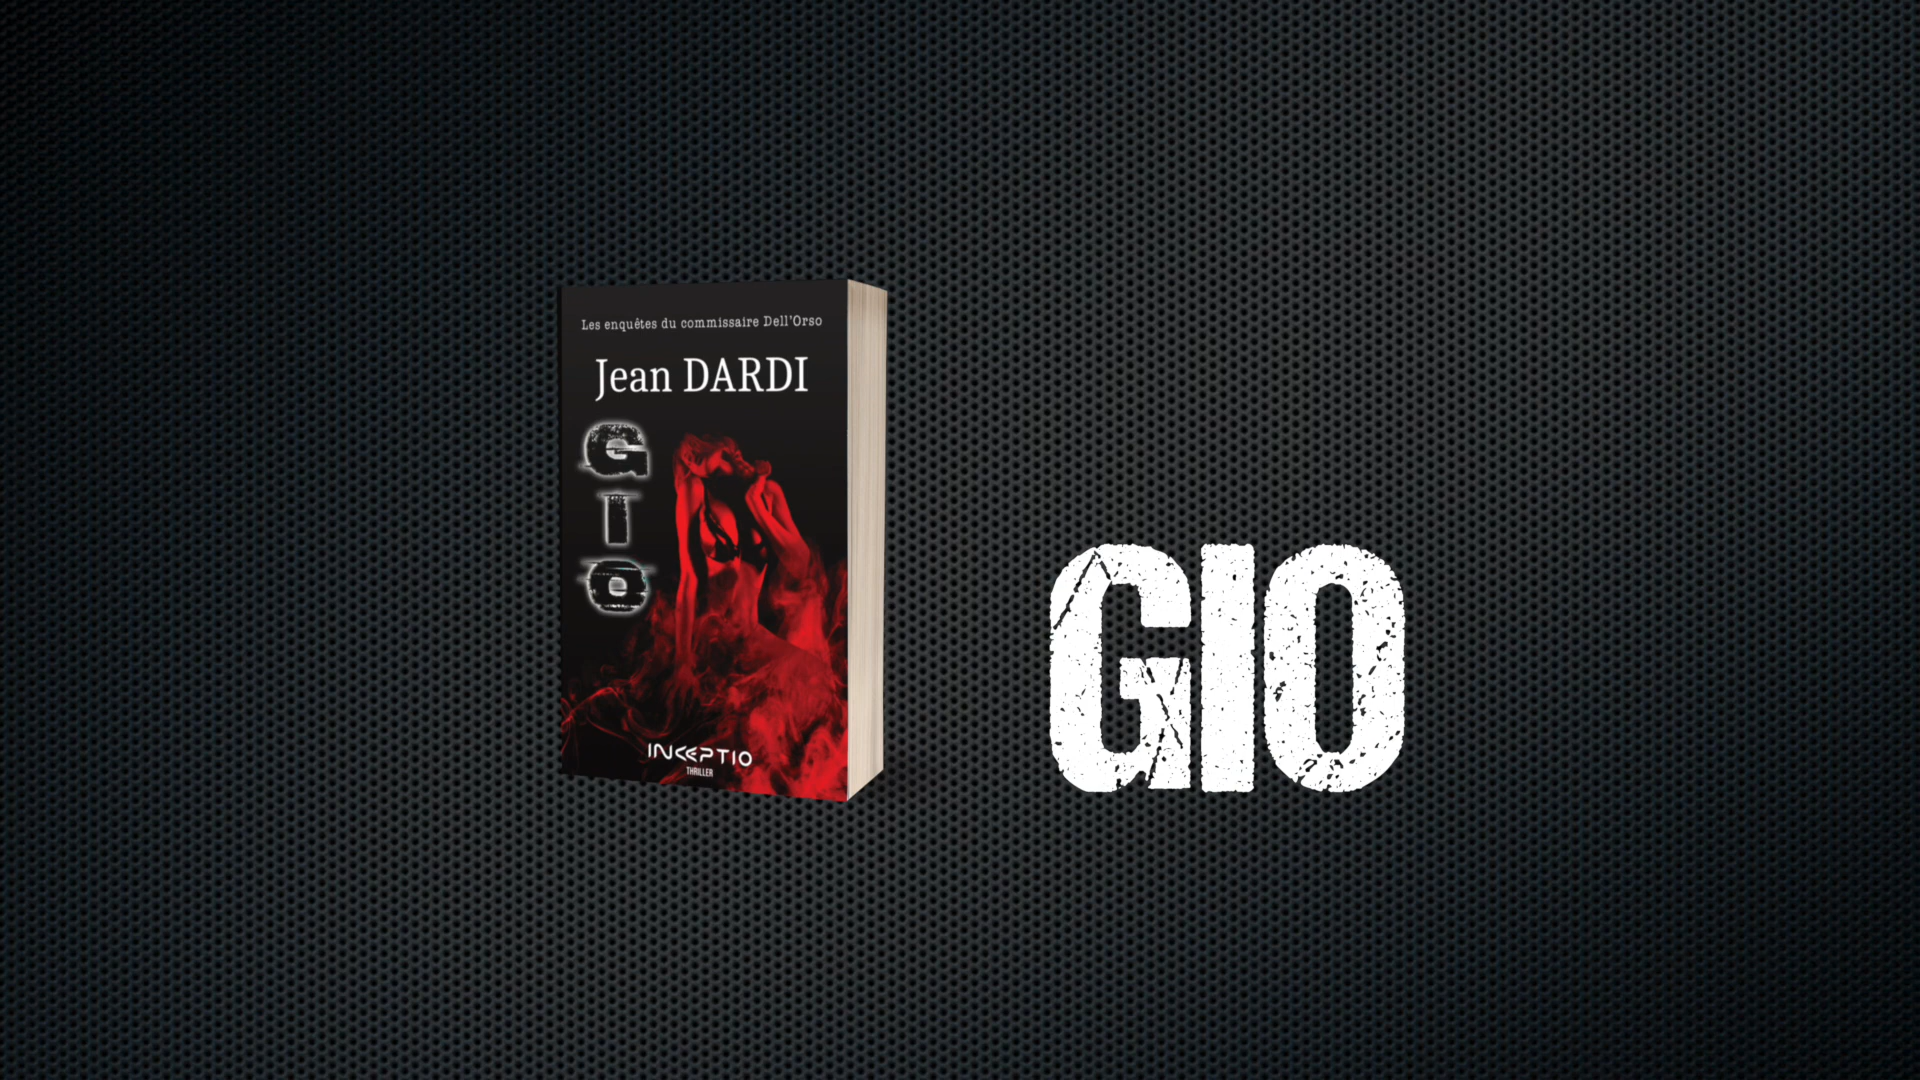 Les enquêtes du commissaire Dell'Orso
Jean DARDI
GIO
INCEPTIO
THRILLER
GIO